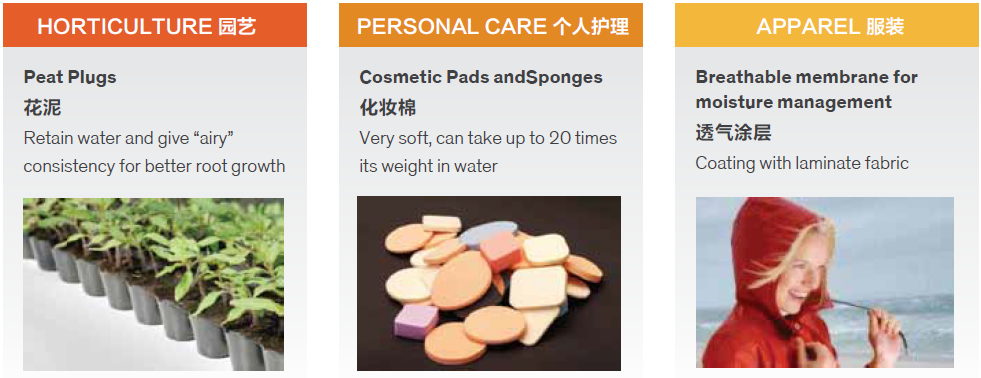 HORTICULTURE 园艺
Peat Plugs
花泥
Retain water and give “airy”
consistency for better root growth
PERSONAL CARE 个人护理
Cosmetic Pads andSponges
化妆棉
Very soft, can take up to 20 times
its weight in water
APPAREL 服装
Breathable membrane for
moisture management
透气涂层
Coating with laminate fabric